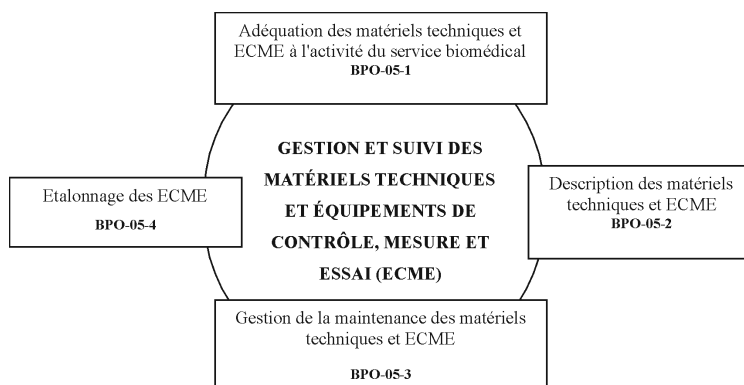 Adéquation des matériels techniques et
ECME à l'activité du service biomédical
BPO-05-1
GESTION ET SUIVI DES
MATÉRIELS TECHNIQUES
ET ÉQUIPEMENTS DE
CONTRÔLE, MESURE ET
ESSAI (ECME)
Description des matériels
techniques et ECME
BPO-05-2
Gestion de la maintenance des matériels
techniques et ECME
BPO-05-3
Etalonnage des ECME
BPO-05-4